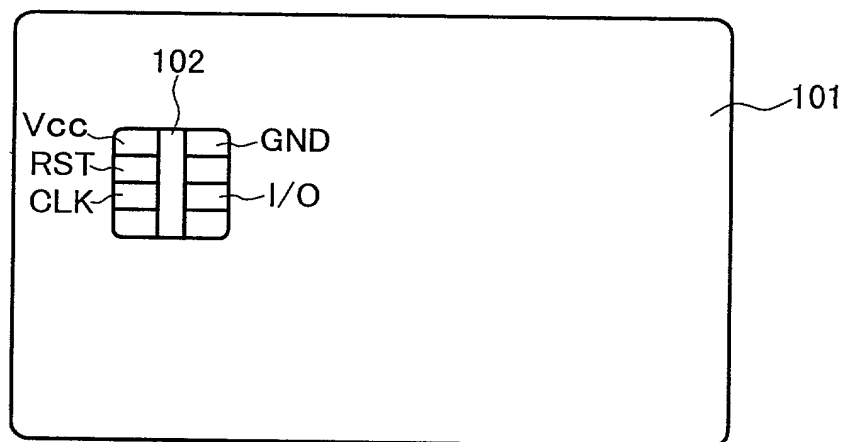 102
101
Vcc
GND
RST
CLK
I/O